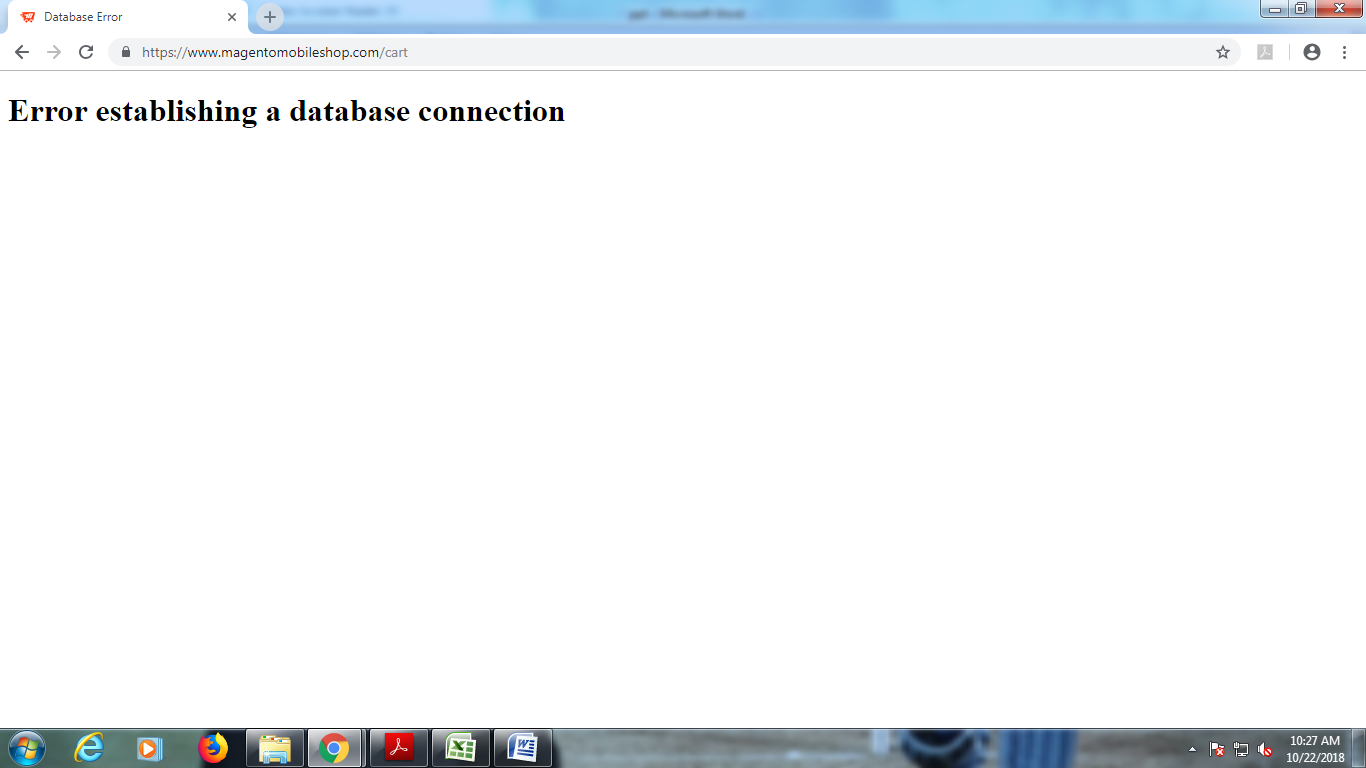 Database Error
https://www.magentomobileshop.com/cart
Error establishing a database connection
10:27 AM
10/22/2018